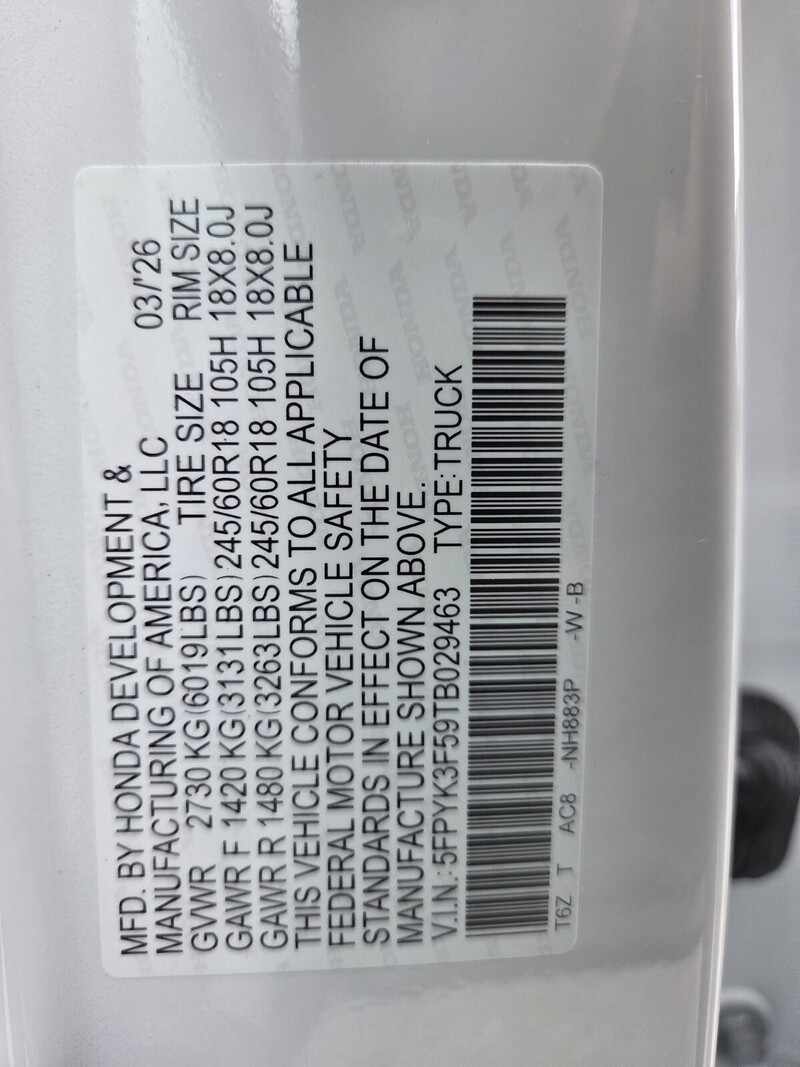 MFD. BY HONDA DEVELOPMENT &
MANUFACTURING OF AMERICA, LLC 03/'26
GVWR 2730 KG (6019LBS) TIRE SIZE RIM SIZE
GAWR F 1420 KG (3131LBS) 245/60R18 105H 18X8.0J
GAWR R 1480 KG (3263LBS) 245/60R18 105H 18X8.0J
THIS VEHICLE CONFORMS TO ALL APPLICABLE
FEDERAL MOTOR VEHICLE SAFETY
STANDARDS IN EFFECT ON THE DATE OF
MANUFACTURE SHOWN ABOVE.
V.I.N.: 5FPYK3F59TB029463 TYPE: TRUCK
T6Z T AC8 -NH883P -W -B